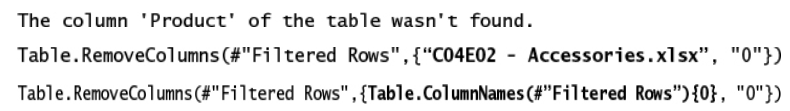 The column 'Product' of the table wasn't found.
Table.RemoveColumns(#"Filtered Rows",{“C04E02 - Accessories.xlsx”, "0"})
Table.RemoveColumns(#"Filtered Rows",{Table.ColumnNames(#”Filtered Rows”){0}, "0"})